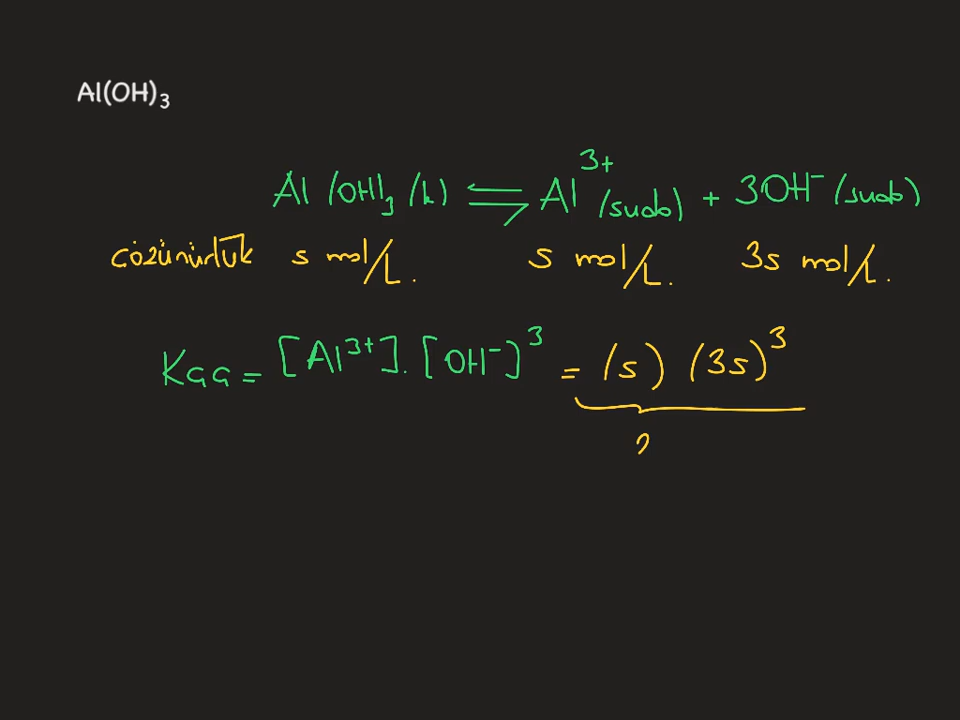 Al(OH)₃
Al(OH)₃ (k) ⇌ Al³⁺ (suda) + 3OH⁻ (suda)
çözünürlük s mol/L. s mol/L. 3s mol/L.
Kçç = [Al³⁺].[OH⁻]³ = (s) (3s)³